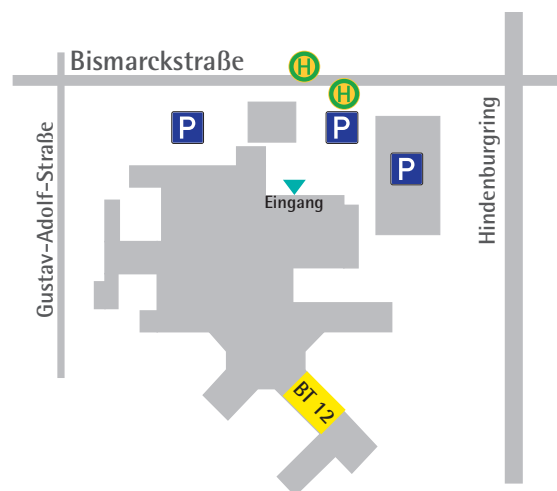 Bismarckstraße
H
H
P
P
P
Eingang
Gustav-Adolf-Straße
Hindenburgring
BT 12